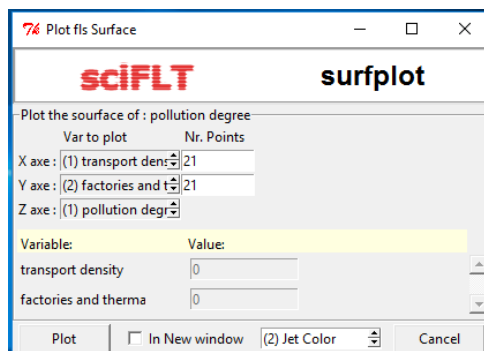 Plot fls Surface
sciFLT surfplot
Plot the sourface of : pollution degree
Var to plot Nr. Points
X axe : (1) transport dens 21
Y axe : (2) factories and t 21
Z axe : (1) pollution degr
Variable: Value:
transport density 0
factories and therma 0
Plot In New window (2) Jet Color Cancel